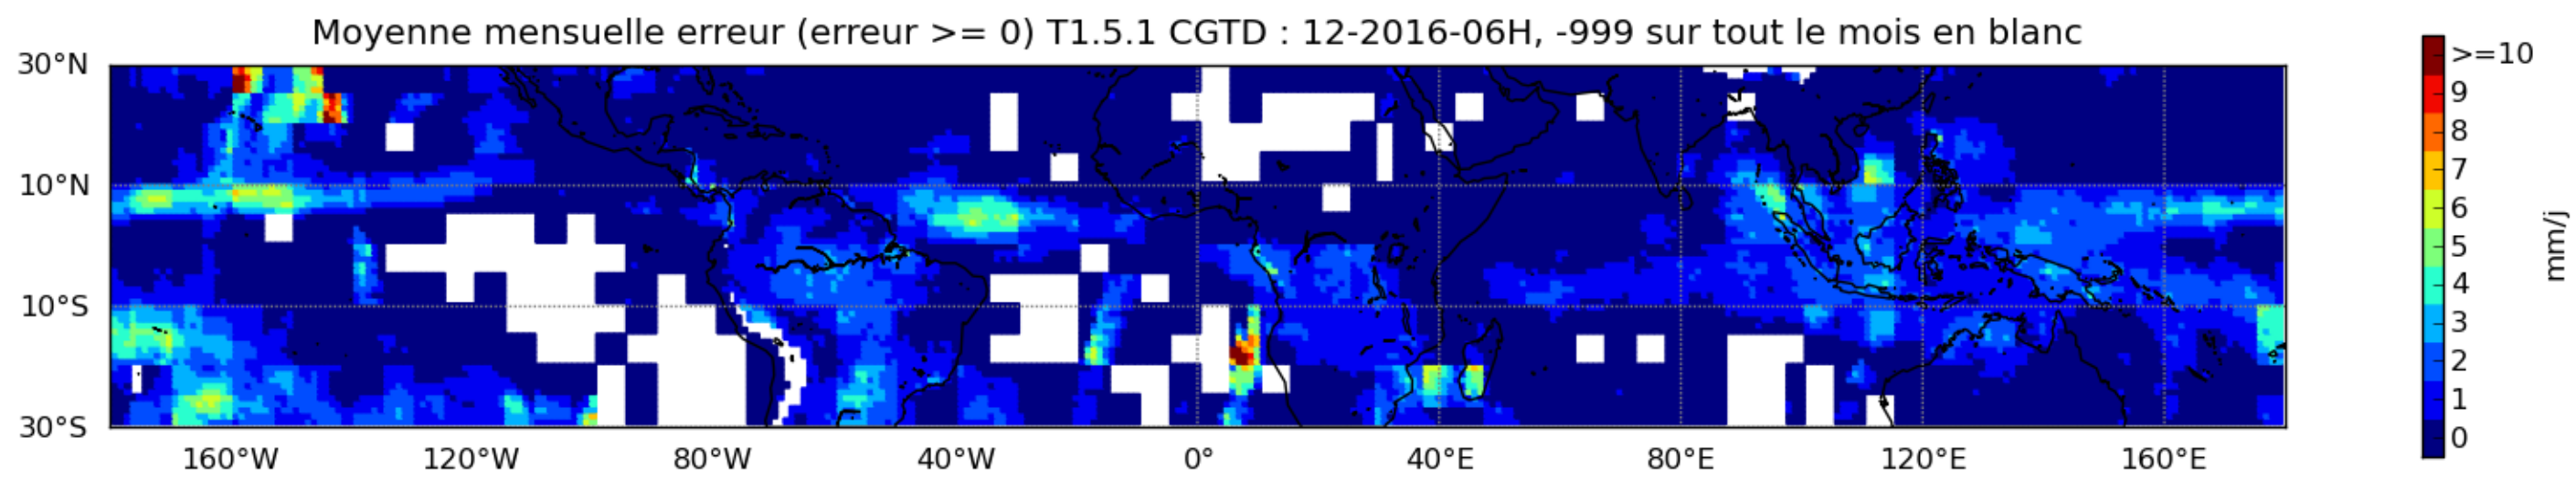 Moyenne mensuelle erreur (erreur >= 0) T1.5.1 CGTD : 12-2016-06H, -999 sur tout le mois en blanc
30°N
10°N
10°S
30°S
160°W 120°W 80°W 40°W 0° 40°E 80°E 120°E 160°E
>=10
9
8
7
6
5
4
3
2
1
0
mm/j